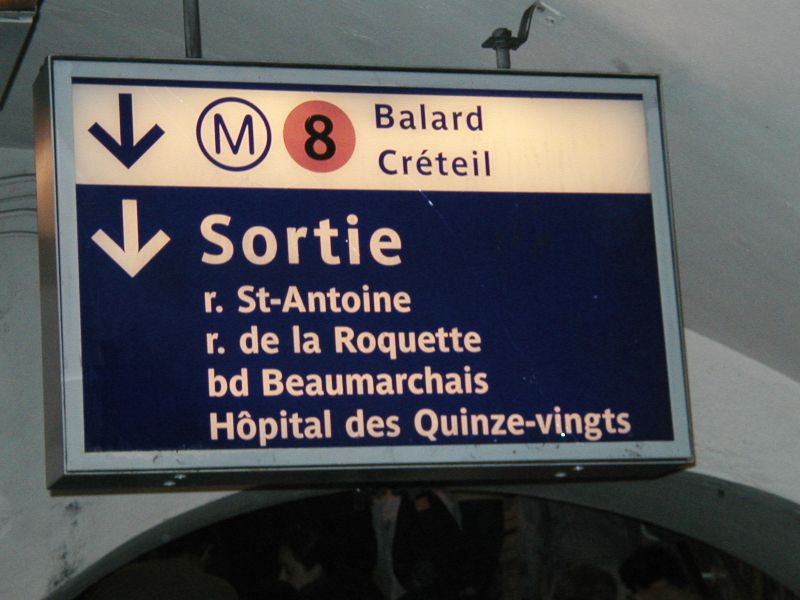 M 8 Balard
Créteil
Sortie
r. St-Antoine
r. de la Roquette
bd Beaumarchais
Hôpital des Quinze-vingts